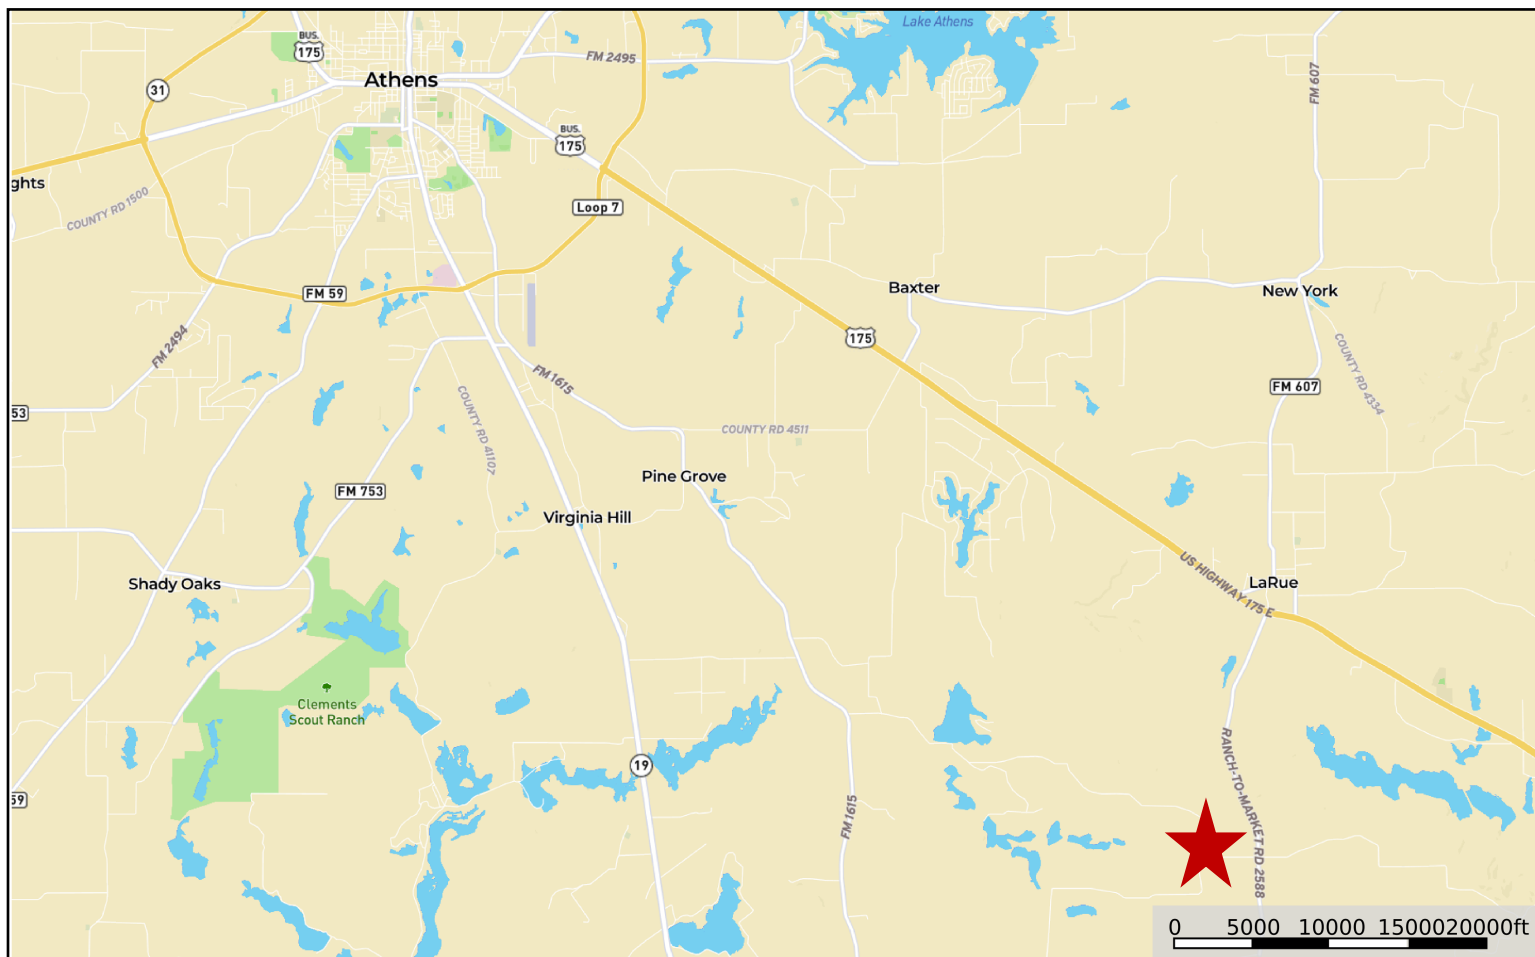 Lake Athens
BUS.
175
FM 2495
Athens
31
FM 607
BUS.
175
ghts
COUNTY RD 1500
Loop 7
Baxter
New York
FM 59
175
FM 2494
COUNTY RD 4334
FM 1615
FM 607
53
COUNTY RD 41107
COUNTY RD 4511
Pine Grove
FM 753
Virginia Hill
Shady Oaks
US HIGHWAY 175 E
LaRue
Clements
Scout Ranch
19
59
FM 1615
RANCH-TO-MARKET RD 2588
0 5000 10000 15000 20000ft